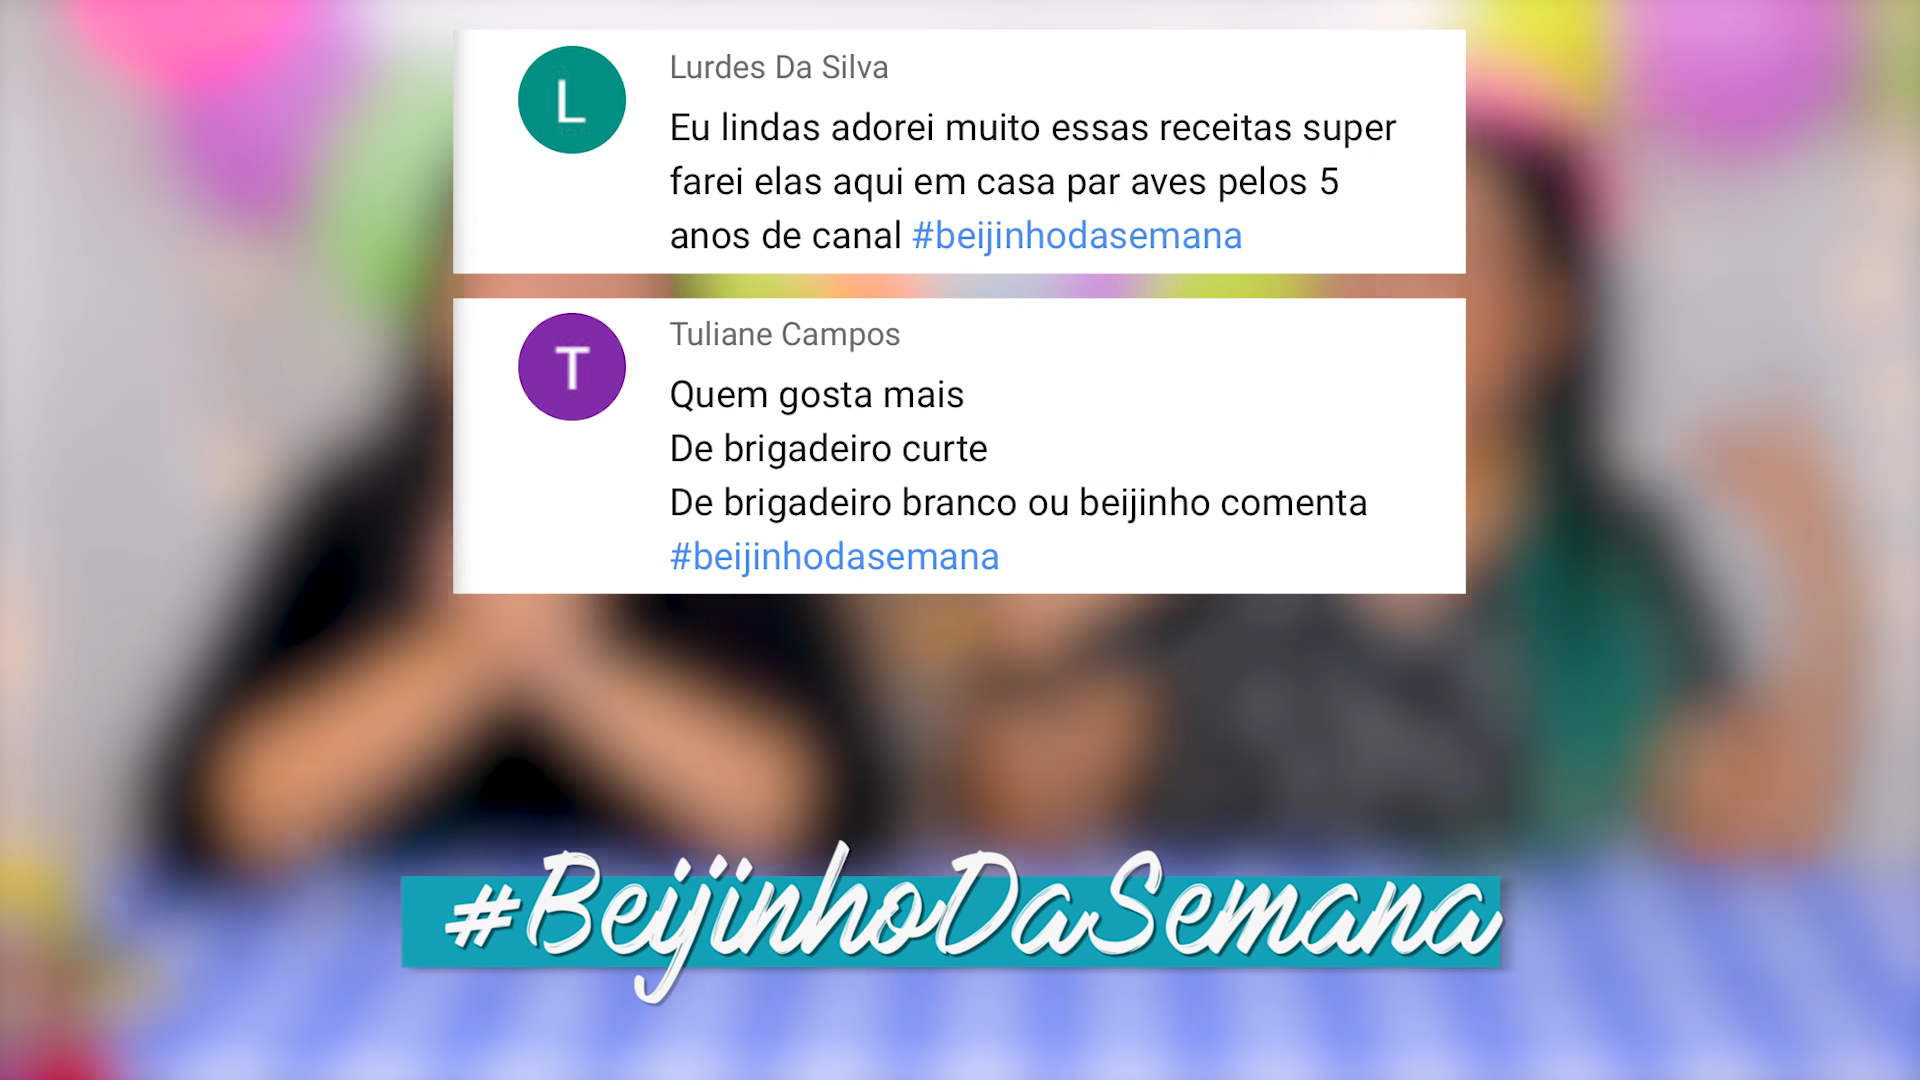 L
Lurdes Da Silva
Eu lindas adorei muito essas receitas super
farei elas aqui em casa par aves pelos 5
anos de canal #beijinhodasemana
T
Tuliane Campos
Quem gosta mais
De brigadeiro curte
De brigadeiro branco ou beijinho comenta
#beijinhodasemana
#BeijinhoDaSemana